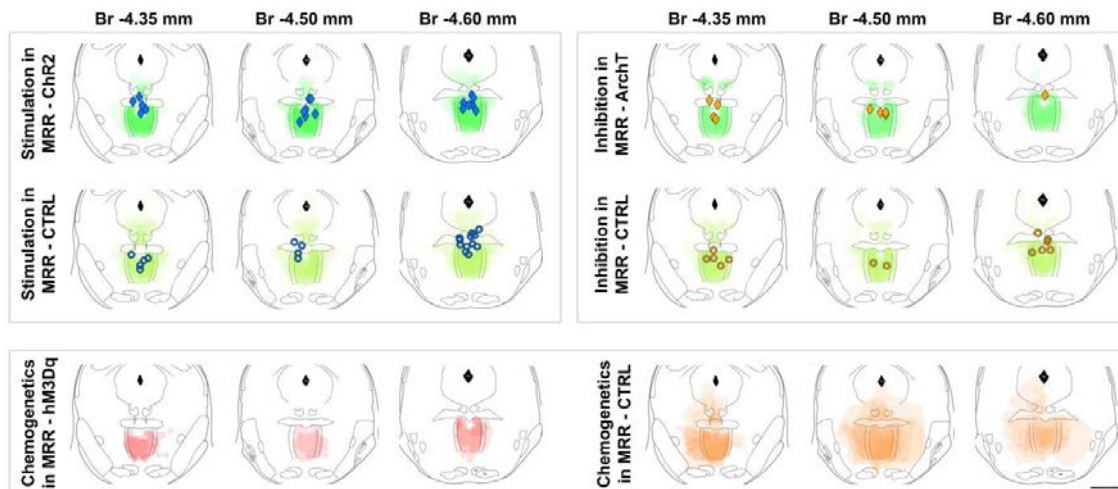 Br -4.35 mm Br -4.50 mm Br -4.60 mm
Br -4.35 mm Br -4.50 mm Br -4.60 mm
Stimulation in
MRR - ChR2
Inhibition in
MRR - ArchT
Stimulation in
MRR - CTRL
Inhibition in
MRR - CTRL
Chemogenetics
in MRR - hM3Dq
Chemogenetics
in MRR - CTRL